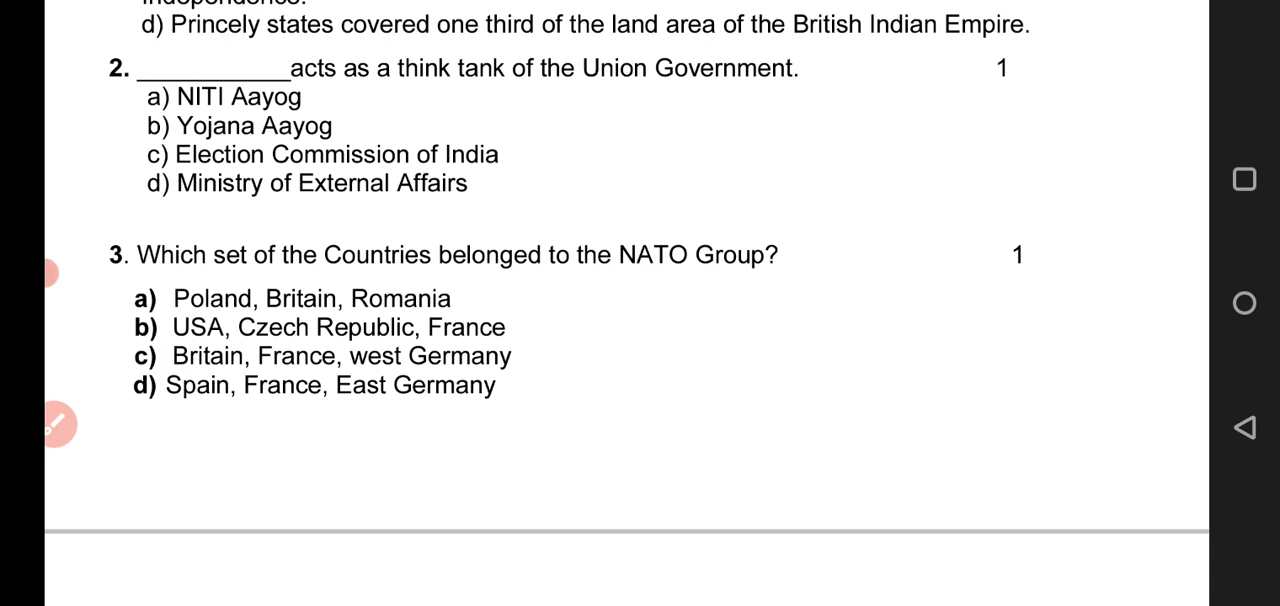 d) Princely states covered one third of the land area of the British Indian Empire.
2. ___________acts as a think tank of the Union Government. 1
a) NITI Aayog
b) Yojana Aayog
c) Election Commission of India
d) Ministry of External Affairs
3. Which set of the Countries belonged to the NATO Group? 1
a) Poland, Britain, Romania
b) USA, Czech Republic, France
c) Britain, France, west Germany
d) Spain, France, East Germany